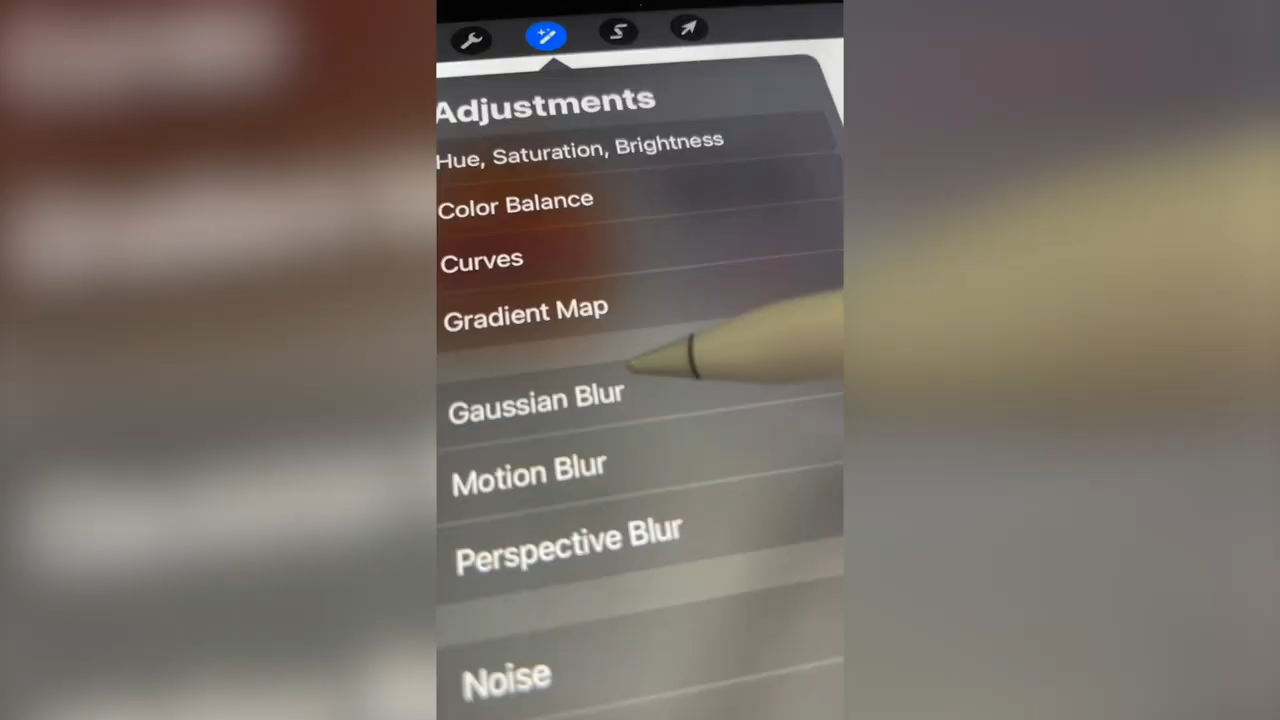 Adjustments
Hue, Saturation, Brightness
Color Balance
Curves
Gradient Map
Gaussian Blur
Motion Blur
Perspective Blur
Noise